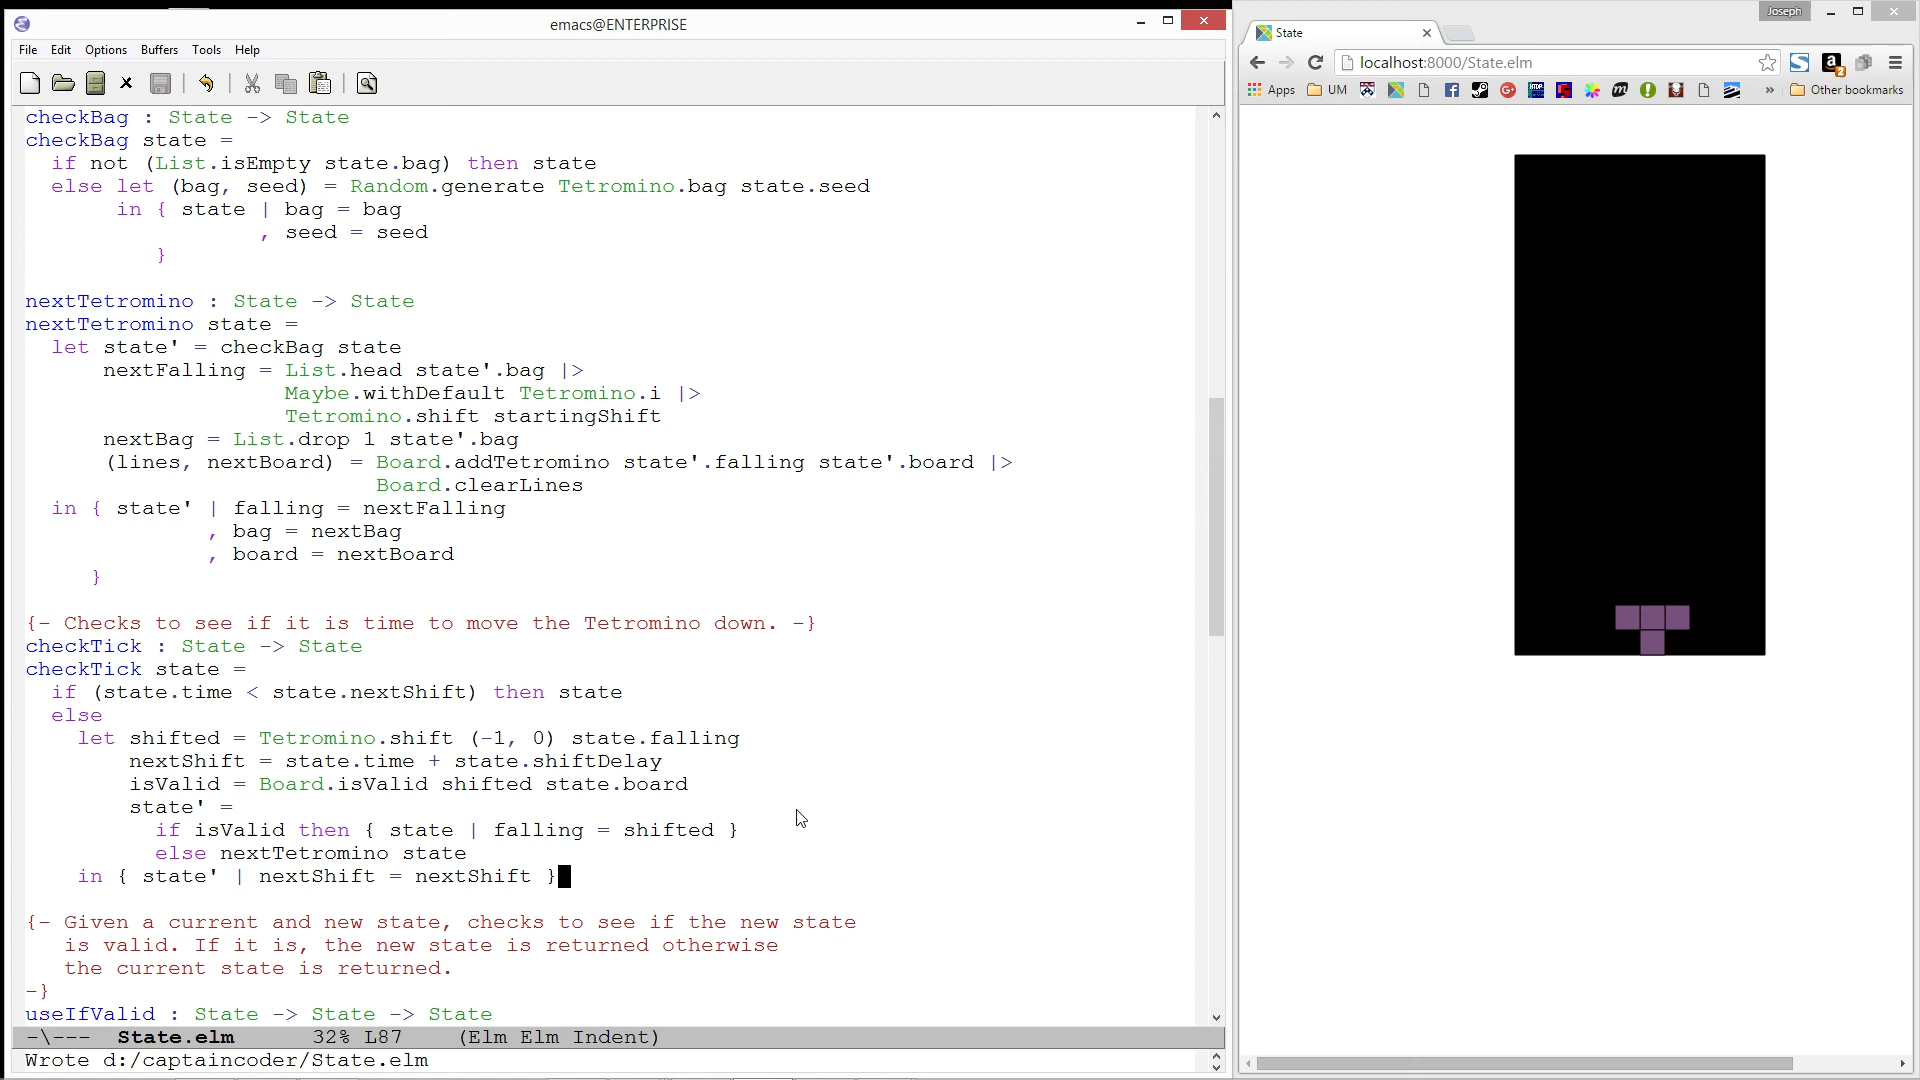 emacs@ENTERPRISE
File Edit Options Buffers Tools Help
checkBag : State -> State
checkBag state =
  if not (List.isEmpty state.bag) then state
  else let (bag, seed) = Random.generate Tetromino.bag state.seed
       in { state | bag = bag
                  , seed = seed
          }
nextTetromino : State -> State
nextTetromino state =
  let state' = checkBag state
      nextFalling = List.head state'.bag |>
                    Maybe.withDefault Tetromino.i |>
                    Tetromino.shift startingShift
      nextBag = List.drop 1 state'.bag
      (lines, nextBoard) = Board.addTetromino state'.falling state'.board |>
                           Board.clearLines
  in { state' | falling = nextFalling
              , bag = nextBag
              , board = nextBoard
     }
{- Checks to see if it is time to move the Tetromino down. -}
checkTick : State -> State
checkTick state =
  if (state.time < state.nextShift) then state
  else
    let shifted = Tetromino.shift (-1, 0) state.falling
        nextShift = state.time + state.shiftDelay
        isValid = Board.isValid shifted state.board
        state' =
          if isValid then { state | falling = shifted }
          else nextTetromino state
    in { state' | nextShift = nextShift }
{- Given a current and new state, checks to see if the new state
   is valid. If it is, the new state is returned otherwise
   the current state is returned.
-}
useIfValid : State -> State -> State
-\--- State.elm 32% L87 (Elm Elm Indent)
Wrote d:/captaincoder/State.elm
Joseph
State
localhost:8000/State.elm
Apps UM » Other bookmarks